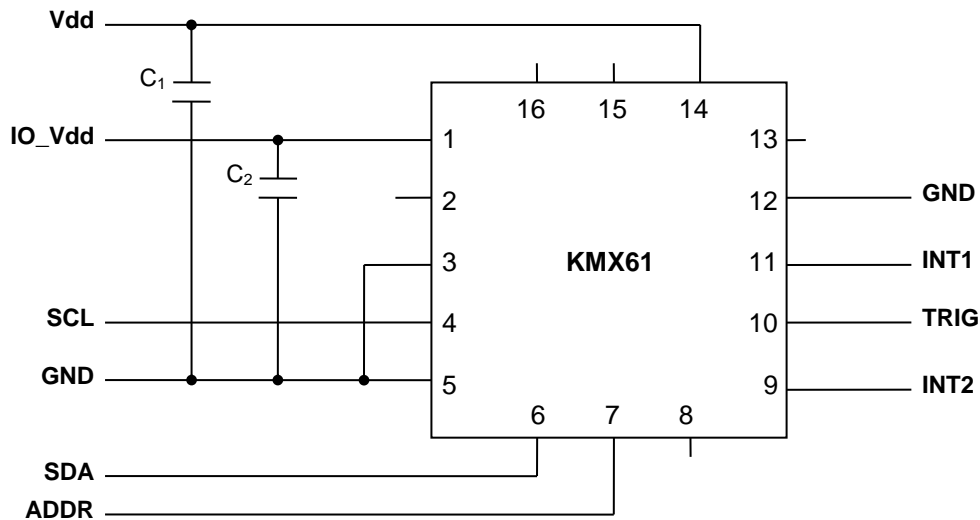 Vdd
C₁
16 15 14
IO_Vdd
1
13
C₂
2
12
GND
3
KMX61
11
INT1
SCL
4
10
TRIG
GND
5
9
INT2
6 7 8
SDA
ADDR